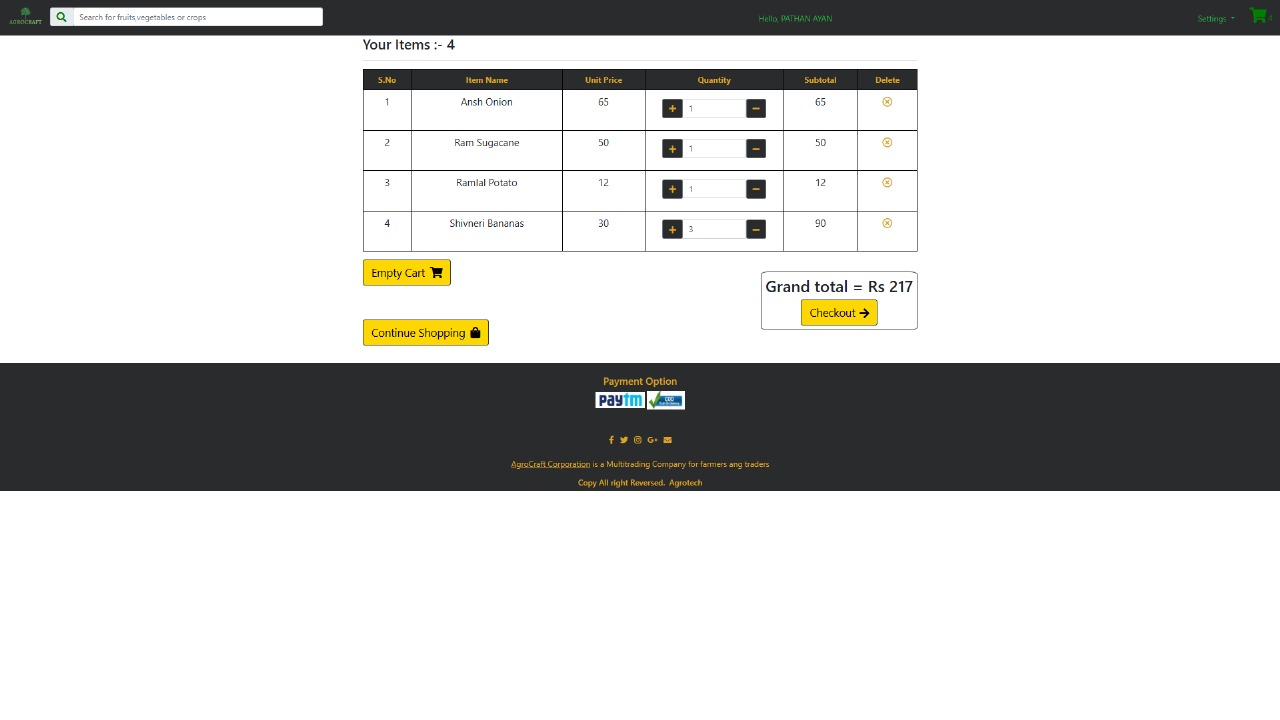 AGROCRAFT Search for fruits,vegetables or crops Hello, PATHAN AYAN Settings 4
Your Items :- 4
S.No Item Name Unit Price Quantity Subtotal Delete
1 Ansh Onion 65 1 65
2 Ram Sugacane 50 1 50
3 Ramlal Potato 12 1 12
4 Shivneri Bananas 30 3 90
Empty Cart
Grand total = Rs 217
Checkout
Continue Shopping
Payment Option
paytm
AgroCraft Corporation is a Multitrading Company for farmers ang traders
Copy All right Reversed. Agrotech